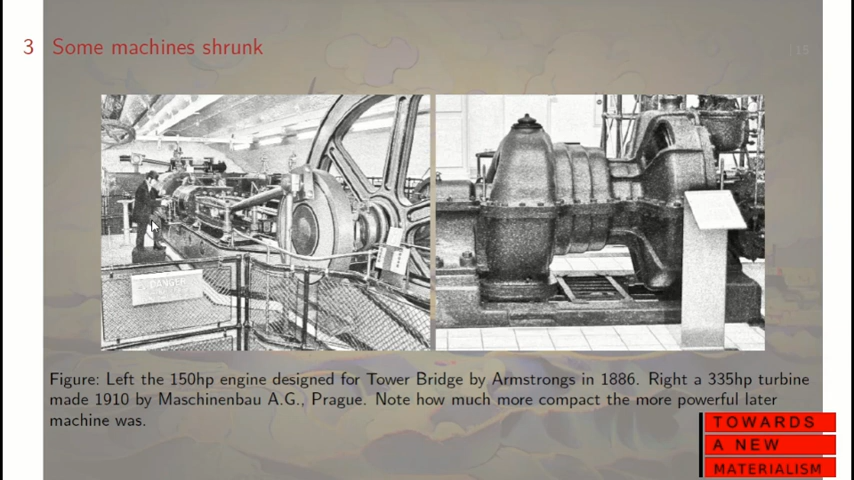 3 Some machines shrunk
15
DANGER
Figure: Left the 150hp engine designed for Tower Bridge by Armstrongs in 1886. Right a 335hp turbine
made 1910 by Maschinenbau A.G., Prague. Note how much more compact the more powerful later
machine was.
TOWARDS
A NEW
MATERIALISM